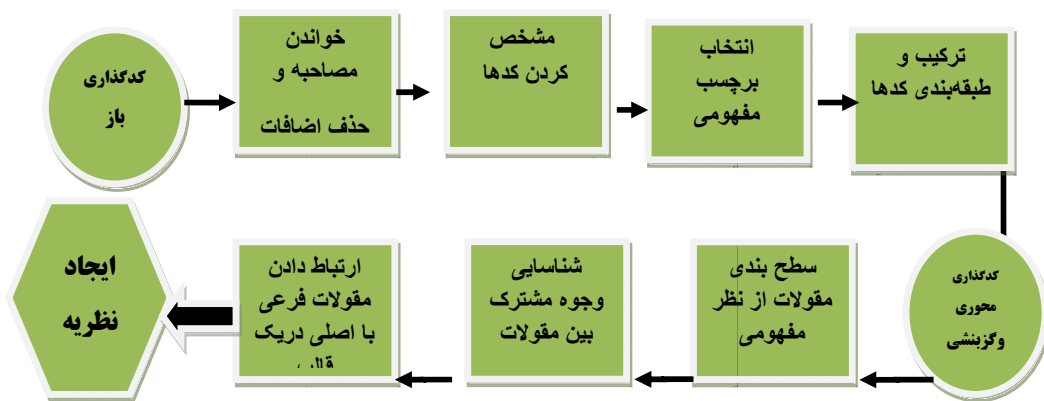 کدگذاری
باز
خواندن
مصاحبه و
حذف اضافات
مشخص
کردن کدها
انتخاب
برچسب
مفهومی
ترکیب و
طبقه‌بندی کدها
کدگذاری
محوری
وگزینشی
سطح بندی
مقولات از نظر
مفهومی
شناسایی
وجوه مشترک
بین مقولات
ارتباط دادن
مقولات فرعی
با اصلی دریک
ایجاد
نظریه